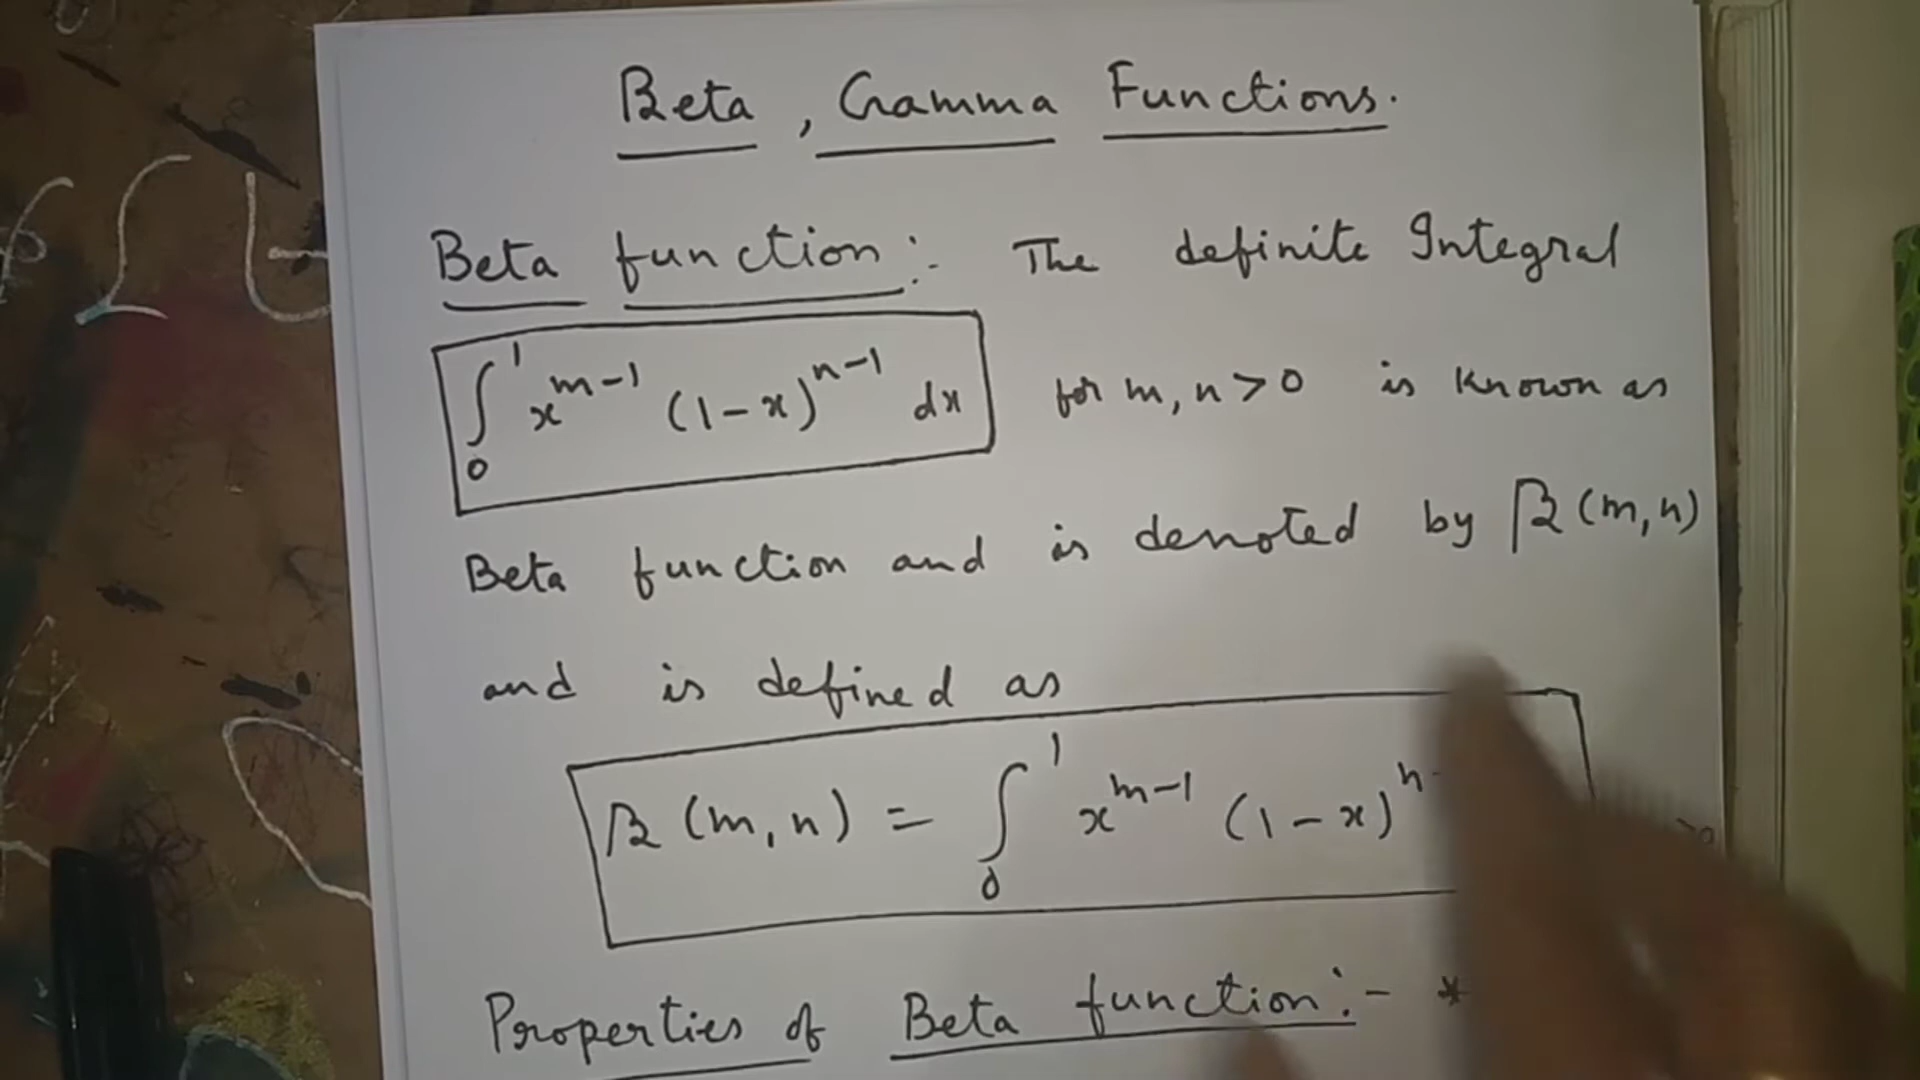 Beta, Gamma Functions.
Beta function:- The definite Integral
∫₀¹ x^{m-1} (1-x)^{n-1} dx for m, n > 0 is known as
Beta function and is denoted by β(m, n)
and is defined as
β(m, n) = ∫₀¹ x^{m-1} (1-x)^{n-
Properties of Beta function:- *